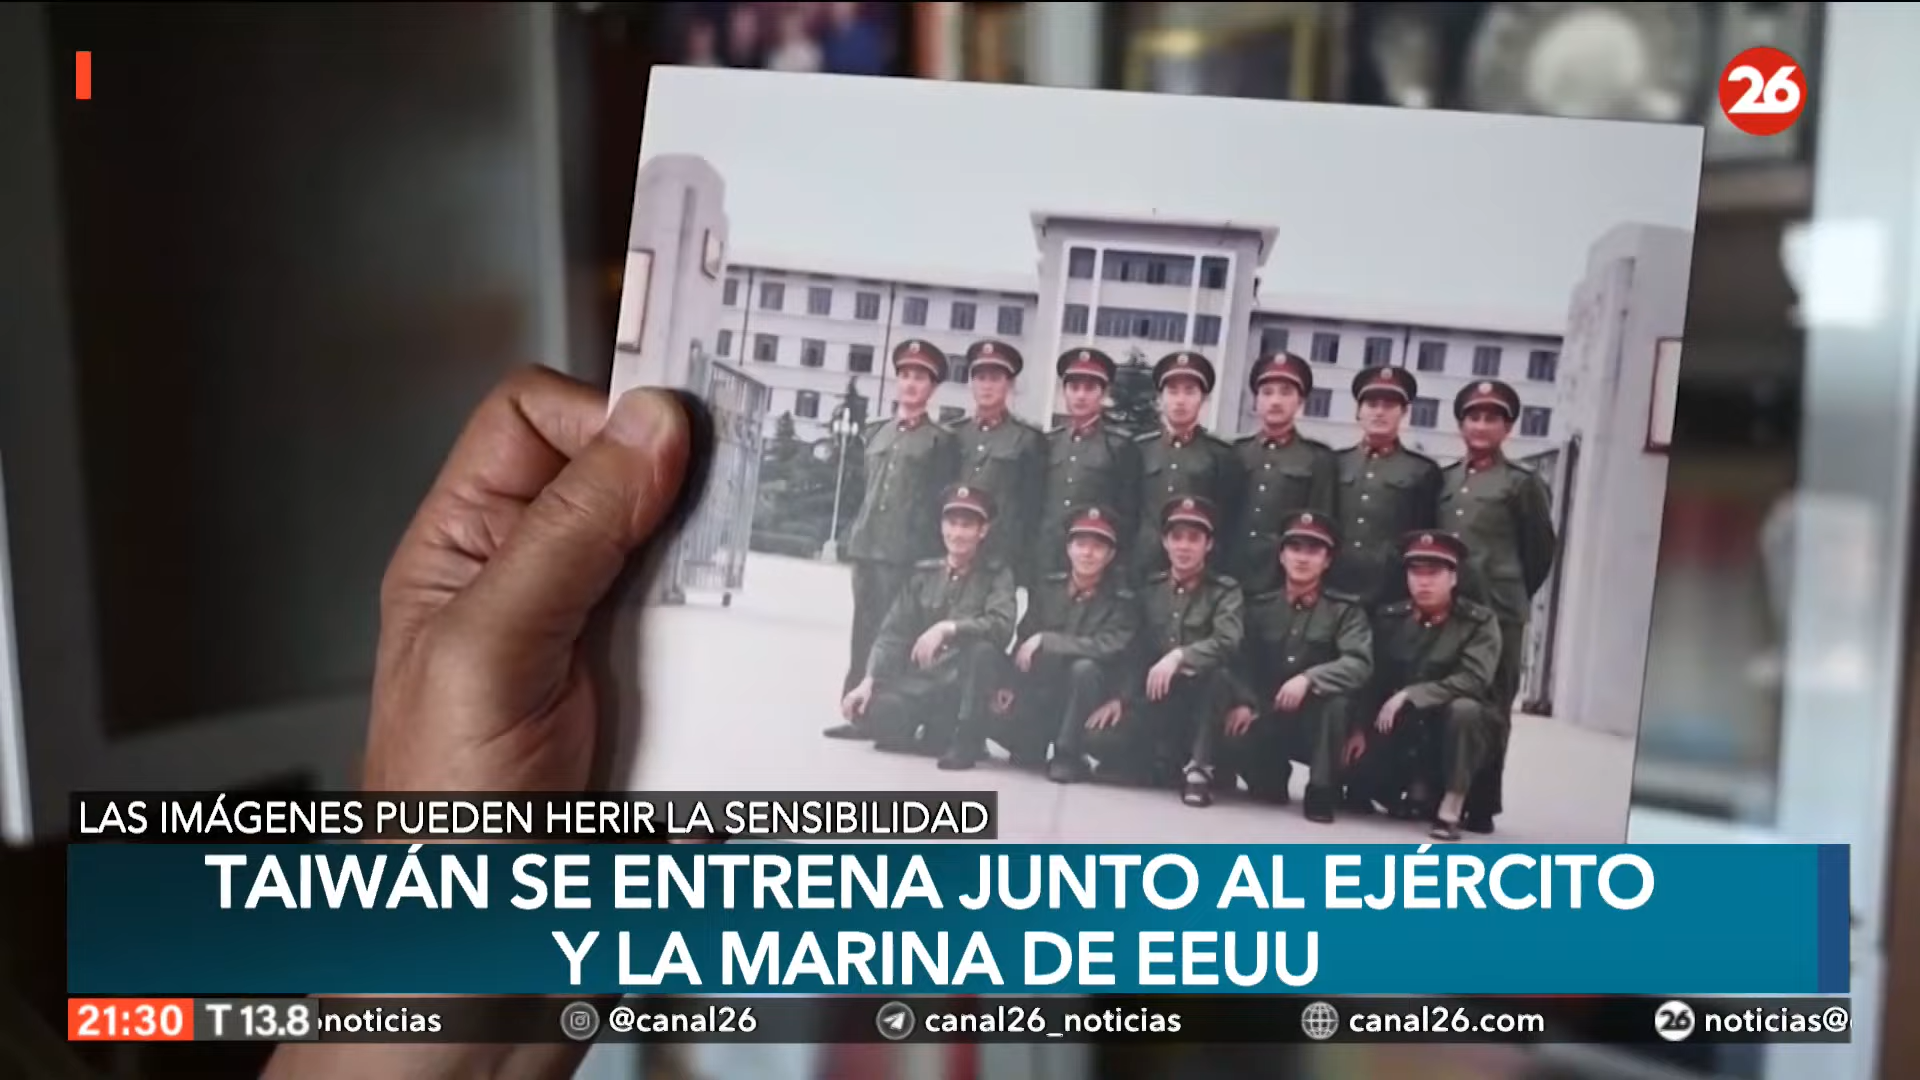 26
LAS IMÁGENES PUEDEN HERIR LA SENSIBILIDAD
TAIWÁN SE ENTRENA JUNTO AL EJÉRCITO
Y LA MARINA DE EEUU
21:30 T 13.8 noticias @canal26 canal26_noticias canal26.com 26 noticias@